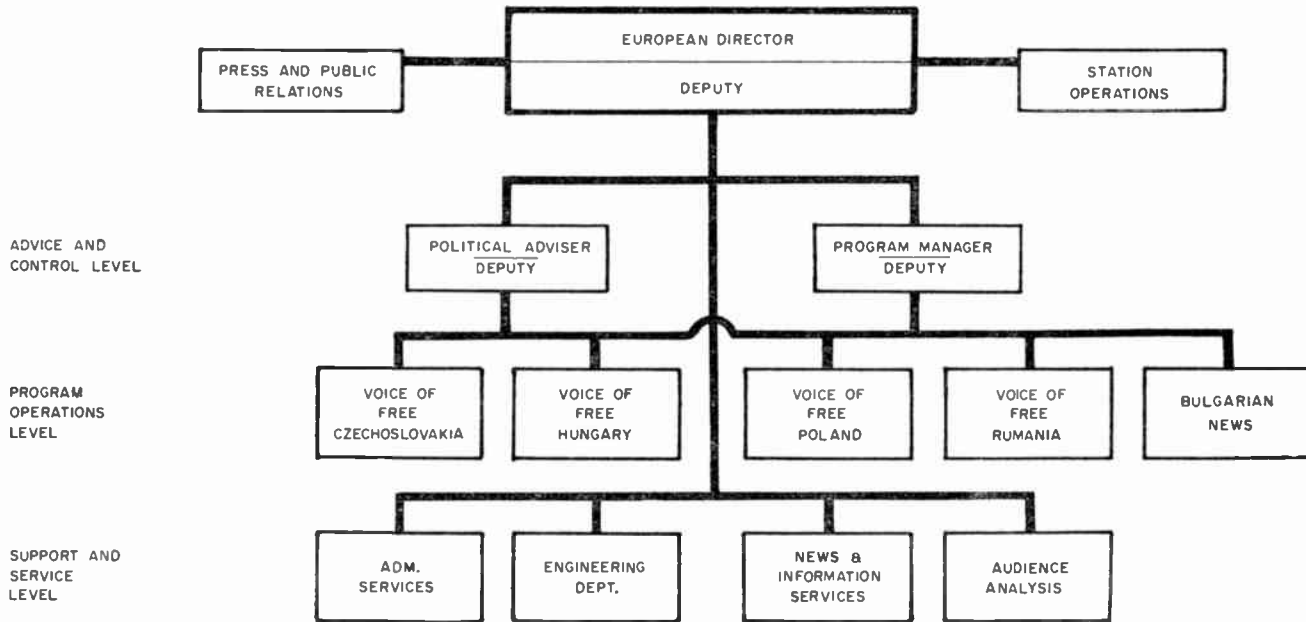 EUROPEAN DIRECTOR
DEPUTY
PRESS AND PUBLIC
RELATIONS
STATION
OPERATIONS
ADVICE AND
CONTROL LEVEL
POLITICAL ADVISER
DEPUTY
PROGRAM MANAGER
DEPUTY
PROGRAM
OPERATIONS
LEVEL
VOICE OF
FREE
CZECHOSLOVAKIA
VOICE OF
FREE
HUNGARY
VOICE OF
FREE
POLAND
VOICE OF
FREE
RUMANIA
BULGARIAN
NEWS
SUPPORT AND
SERVICE
LEVEL
ADM.
SERVICES
ENGINEERING
DEPT.
NEWS &
INFORMATION
SERVICES
AUDIENCE
ANALYSIS